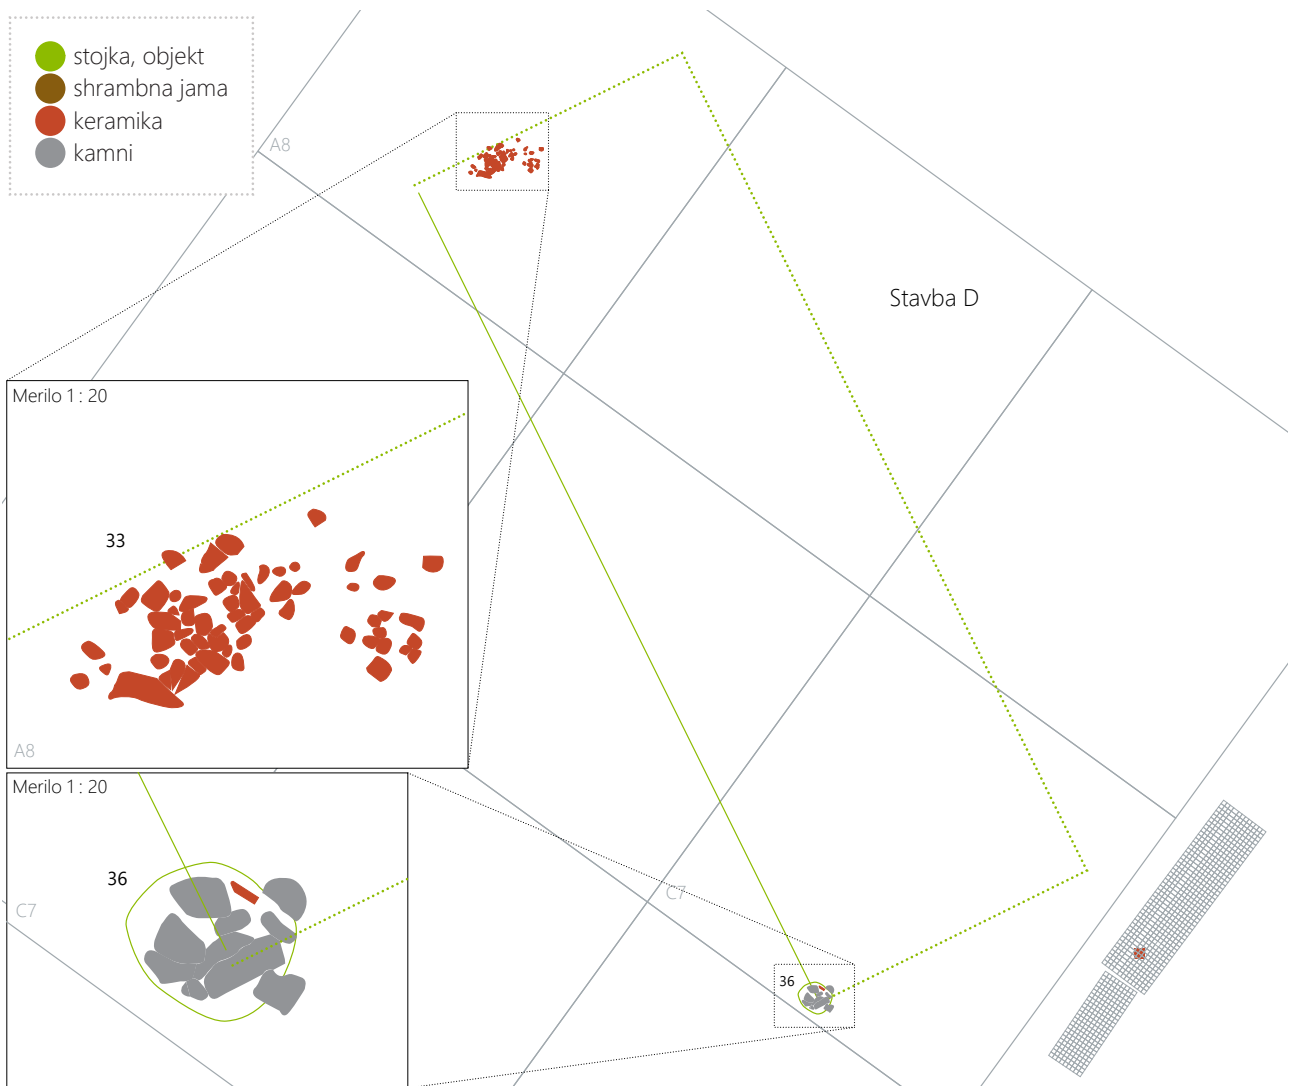 stojka, objekt
shrambna jama
keramika
kamni
A8
Stavba D
Merilo 1 : 20
33
A8
Merilo 1 : 20
36
C7
C7
36